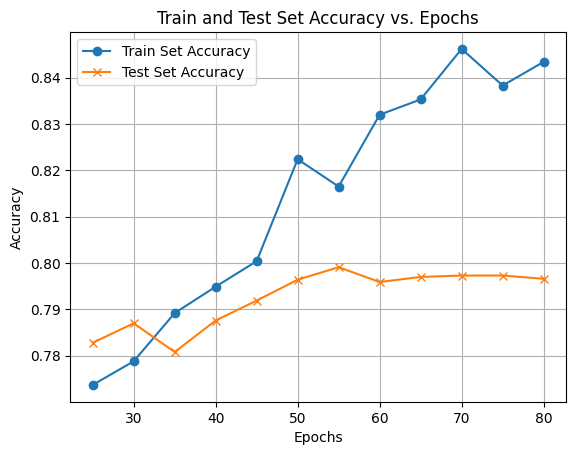 Train and Test Set Accuracy vs. Epochs
Train Set Accuracy
Test Set Accuracy
0.84
0.83
0.82
0.81
0.80
0.79
0.78
Accuracy
30 40 50 60 70 80
Epochs